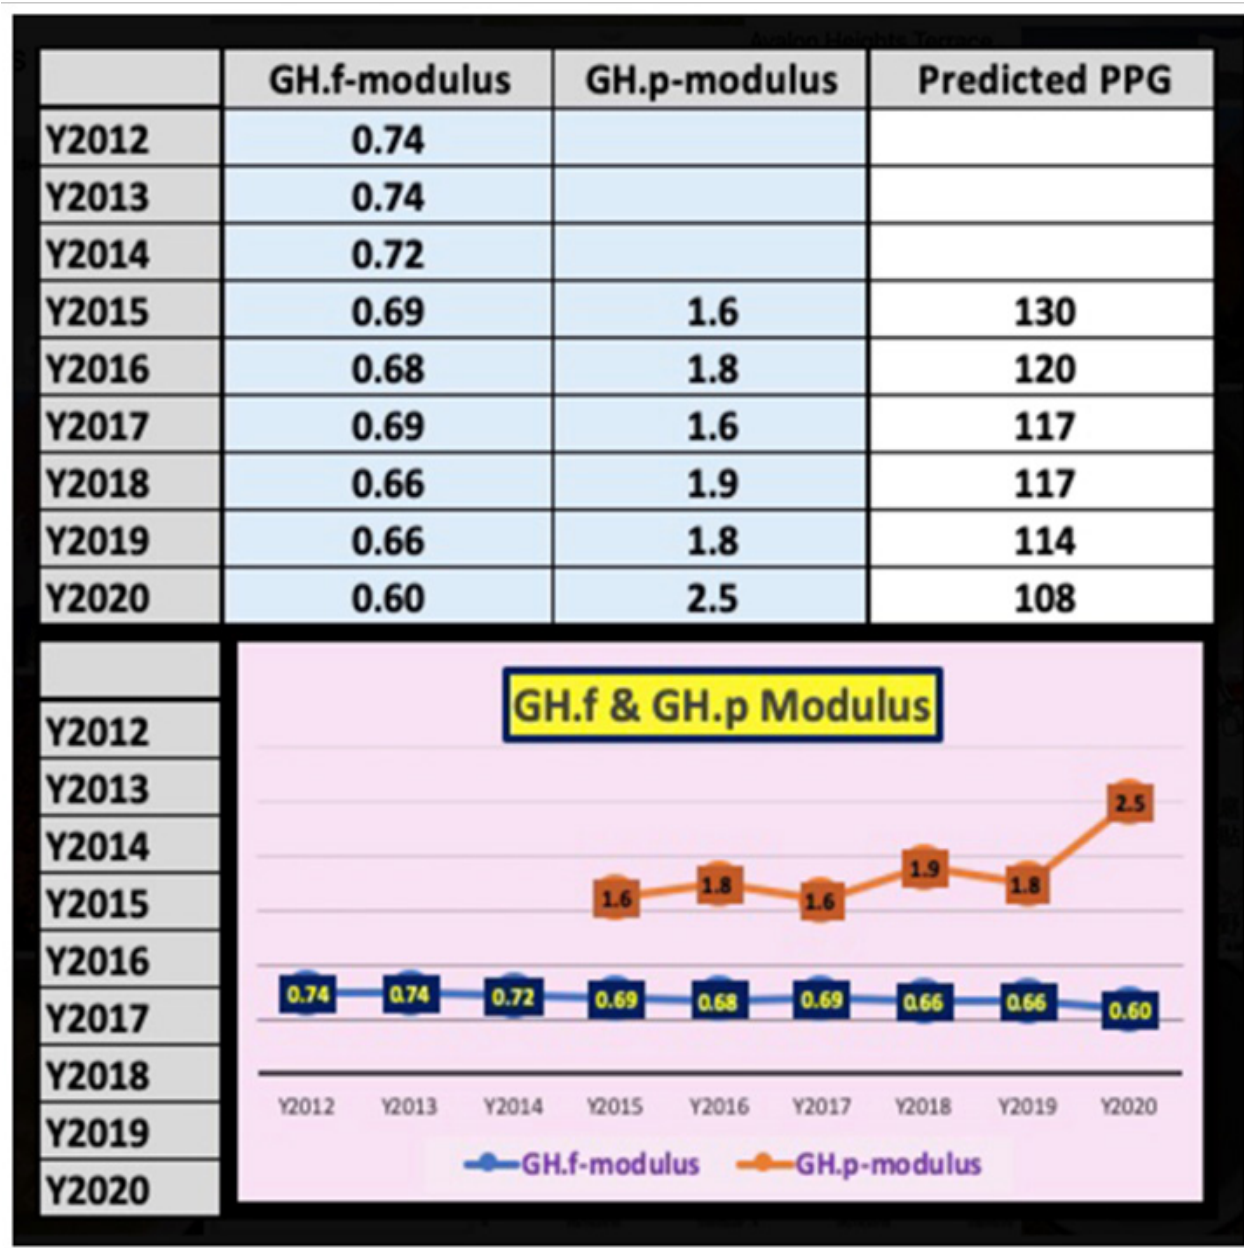 Avalon Heights Terrace
GH.f-modulus GH.p-modulus Predicted PPG
Y2012 0.74
Y2013 0.74
Y2014 0.72
Y2015 0.69 1.6 130
Y2016 0.68 1.8 120
Y2017 0.69 1.6 117
Y2018 0.66 1.9 117
Y2019 0.66 1.8 114
Y2020 0.60 2.5 108
Y2012
Y2013
Y2014
Y2015
Y2016
Y2017
Y2018
Y2019
Y2020
GH.f & GH.p Modulus
1.6 1.8 1.6 1.9 1.8 2.5
0.74 0.74 0.72 0.69 0.68 0.69 0.66 0.66 0.60
Y2012 Y2013 Y2014 Y2015 Y2016 Y2017 Y2018 Y2019 Y2020
GH.f-modulus GH.p-modulus